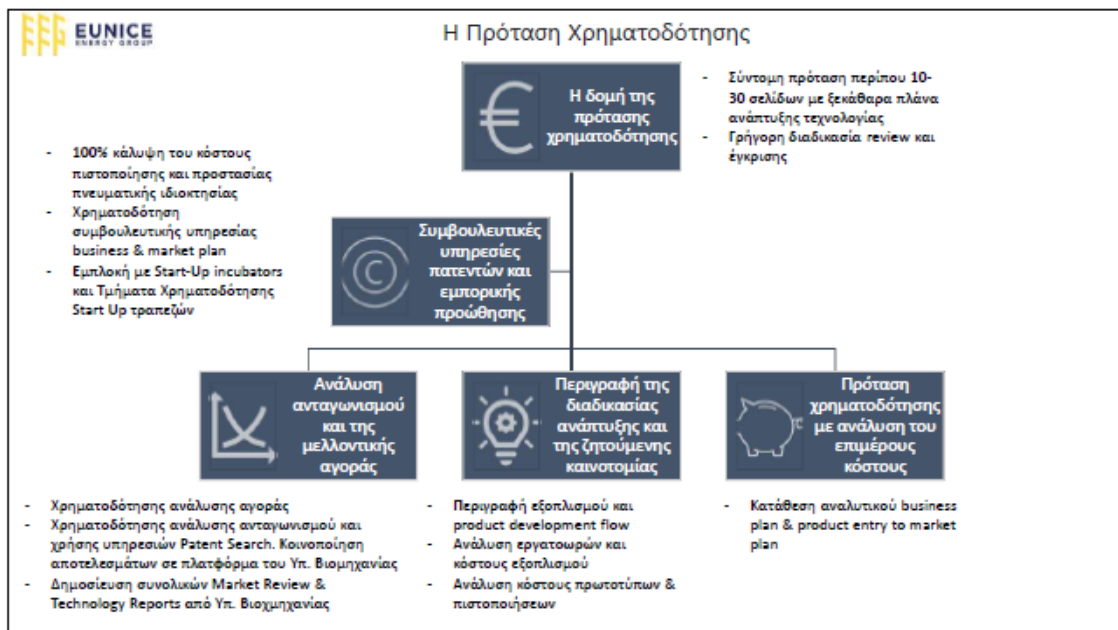 EUNICE
ENERGY GROUP
Η Πρόταση Χρηματοδότησης
Η δομή της
πρότασης
χρηματοδότησης
- Σύντομη πρόταση περίπου 10-
30 σελίδων με ξεκάθαρα πλάνα
ανάπτυξης τεχνολογίας
- Γρήγορη διαδικασία review και
έγκρισης
- 100% κάλυψη του κόστους
πιστοποίησης και προστασίας
πνευματικής ιδιοκτησίας
- Χρηματοδότηση
συμβουλευτικής υπηρεσίας
business & market plan
- Εμπλοκή με Start-Up incubators
και Τμήματα Χρηματοδότησης
Start Up τραπεζών
Συμβουλευτικές
υπηρεσίες
πατεντών και
εμπορικής
προώθησης
Ανάλυση
ανταγωνισμού
και της
μελλοντικής
αγοράς
Περιγραφή της
διαδικασίας
ανάπτυξης και
της ζητούμενης
καινοτομίας
Πρόταση
χρηματοδότησης
με ανάλυση του
επιμέρους
κόστους
- Χρηματοδότησης ανάλυσης αγοράς
- Χρηματοδότησης ανάλυσης ανταγωνισμού και
χρήσης υπηρεσιών Patent Search. Κοινοποίηση
αποτελεσμάτων σε πλατφόρμα του Υπ. Βιομηχανίας
- Δημοσίευση συνολικών Market Review &
Technology Reports από Υπ. Βιοχμηχανίας
- Περιγραφή εξοπλισμού και
product development flow
- Ανάλυση εργατοωρών και
κόστους εξοπλισμού
- Ανάλυση κόστους πρωτοτύπων &
πιστοποιήσεων
- Κατάθεση αναλυτικού business
plan & product entry to market
plan